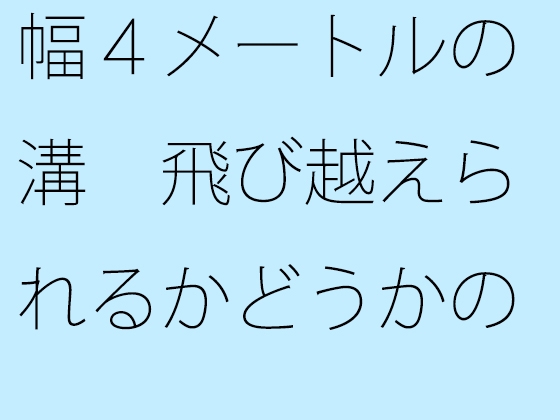 幅４メートルの
溝　飛び越えら
れるかどうかの